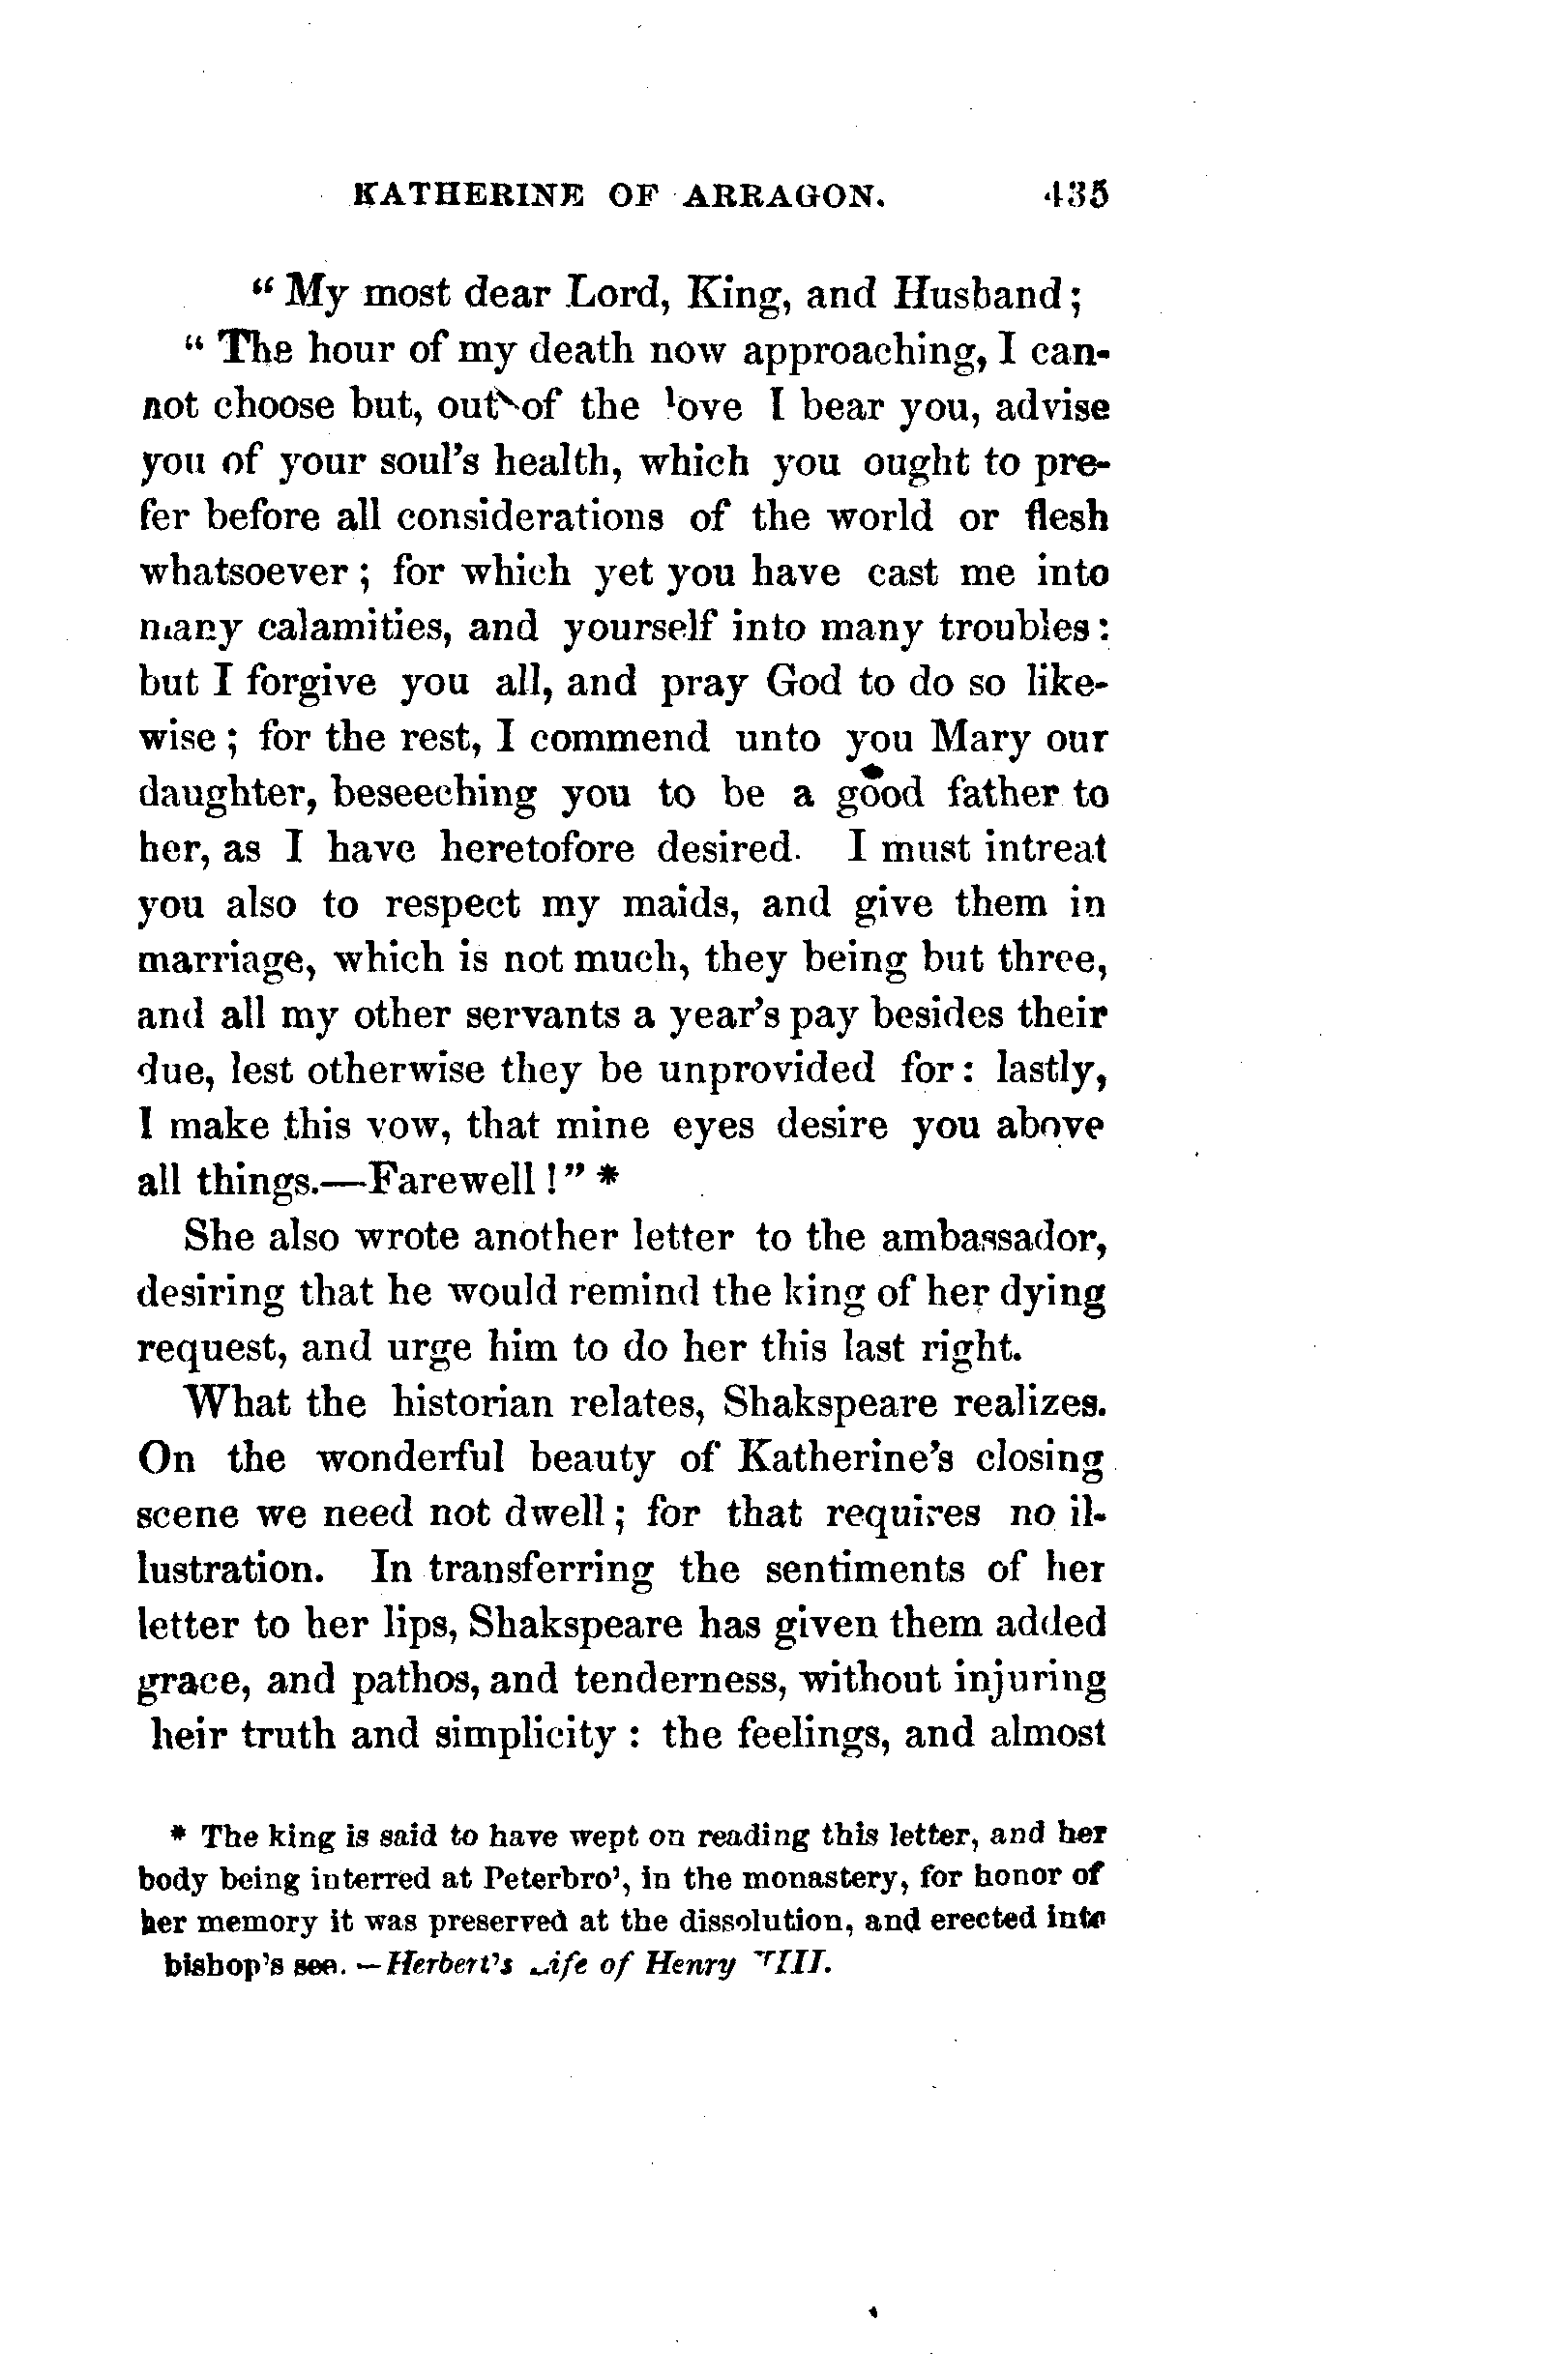 KATHERINE OF ARRAGON. 435
“ My most dear Lord, King, and Husband;
“ The hour of my death now approaching, I can-
not choose but, out of the love I bear you, advise
you of your soul's health, which you ought to pre-
fer before all considerations of the world or flesh
whatsoever; for which yet you have cast me into
many calamities, and yourself into many troubles:
but I forgive you all, and pray God to do so like-
wise; for the rest, I commend unto you Mary our
daughter, beseeching you to be a good father to
her, as I have heretofore desired. I must intreat
you also to respect my maids, and give them in
marriage, which is not much, they being but three,
and all my other servants a year's pay besides their
due, lest otherwise they be unprovided for: lastly,
I make this vow, that mine eyes desire you above
all things.—Farewell!” *
She also wrote another letter to the ambassador,
desiring that he would remind the king of her dying
request, and urge him to do her this last right.
What the historian relates, Shakspeare realizes.
On the wonderful beauty of Katherine's closing
scene we need not dwell; for that requires no il-
lustration. In transferring the sentiments of her
letter to her lips, Shakspeare has given them added
grace, and pathos, and tenderness, without injuring
heir truth and simplicity: the feelings, and almost
* The king is said to have wept on reading this letter, and her
body being interred at Peterbro', in the monastery, for honor of
her memory it was preserved at the dissolution, and erected into
bishop's see.—Herbert's Life of Henry VIII.